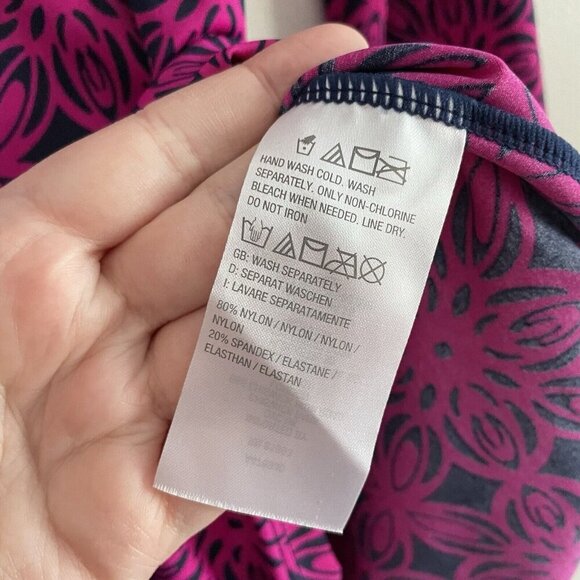 HAND WASH COLD. WASH
SEPARATELY. ONLY NON-CHLORINE
BLEACH WHEN NEEDED. LINE DRY.
DO NOT IRON
GB: WASH SEPARATELY
D: SEPARAT WASCHEN
I: LAVARE SEPARATAMENTE
80% NYLON / NYLON / NYLON /
NYLON
20% SPANDEX / ELASTANE /
ELASTHAN / ELASTAN